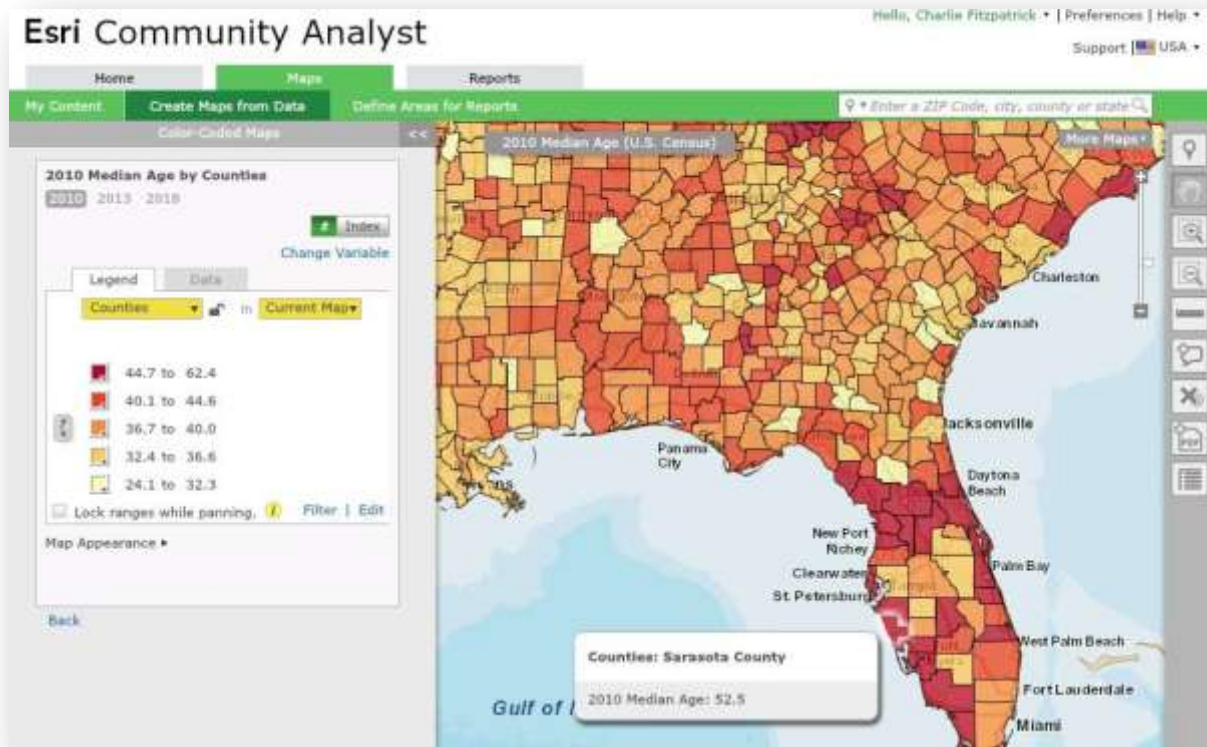 Hello, Charlie Fitzpatrick | Preferences | Help
Esri Community Analyst
Support | USA
Home Maps Reports
My Content Create Maps from Data Define Areas for Reports Enter a ZIP Code, city, county or state
Color-Coded Maps <<
2010 Median Age (U.S. Census) More Maps
2010 Median Age by Counties
2010 2013 2018
# Index
Change Variable
Legend Data
Counties in Current Map
44.7 to 62.4
40.1 to 44.6
36.7 to 40.0
32.4 to 36.6
24.1 to 32.3
Lock ranges while panning. i Filter | Edit
Map Appearance
Back
Charleston
Savannah
Jacksonville
Panama
City
Daytona
Beach
New Port
Richey
Clearwater
Palm Bay
St. Petersburg
West Palm Beach
Counties: Sarasota County
2010 Median Age: 52.5
Fort Lauderdale
Gulf of
Miami
PDF